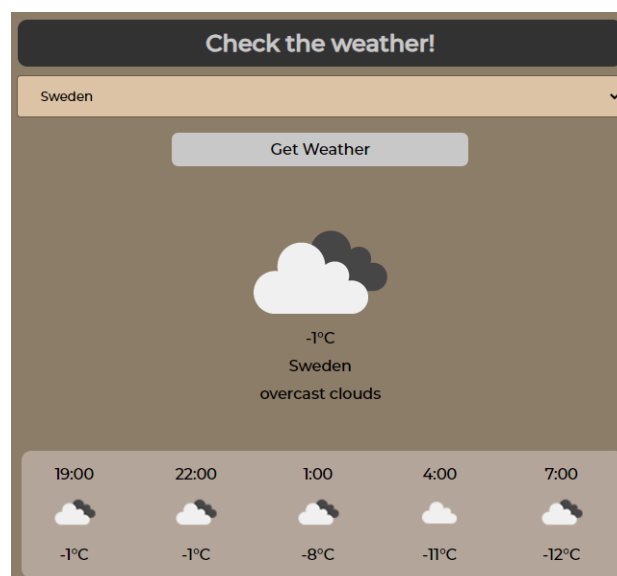 Check the weather!
Sweden
Get Weather
-1°C
Sweden
overcast clouds
19:00 22:00 1:00 4:00 7:00
-1°C -1°C -8°C -11°C -12°C